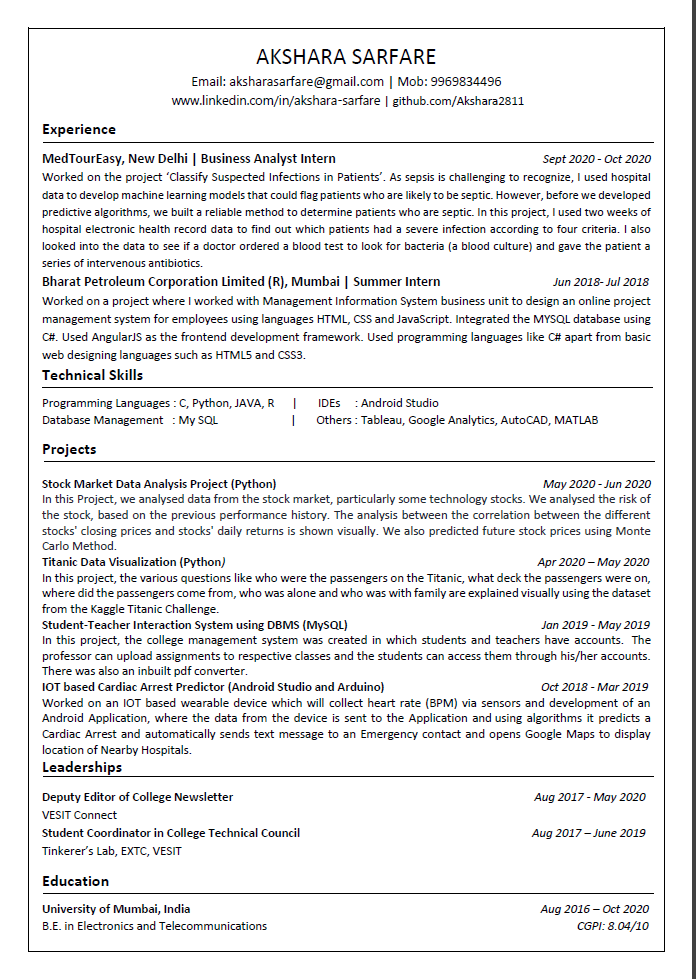 AKSHARA SARFARE
Email: aksharasarfare@gmail.com | Mob: 9969834496
www.linkedin.com/in/akshara-sarfare | github.com/Akshara2811
Experience
MedTourEasy, New Delhi | Business Analyst Intern Sept 2020 - Oct 2020
Worked on the project ‘Classify Suspected Infections in Patients’. As sepsis is challenging to recognize, I used hospital
data to develop machine learning models that could flag patients who are likely to be septic. However, before we developed
predictive algorithms, we built a reliable method to determine patients who are septic. In this project, I used two weeks of
hospital electronic health record data to find out which patients had a severe infection according to four criteria. I also
looked into the data to see if a doctor ordered a blood test to look for bacteria (a blood culture) and gave the patient a
series of intervenous antibiotics.
Bharat Petroleum Corporation Limited (R), Mumbai | Summer Intern Jun 2018- Jul 2018
Worked on a project where I worked with Management Information System business unit to design an online project
management system for employees using languages HTML, CSS and JavaScript. Integrated the MYSQL database using
C#. Used AngularJS as the frontend development framework. Used programming languages like C# apart from basic
web designing languages such as HTML5 and CSS3.
Technical Skills
Programming Languages : C, Python, JAVA, R | IDEs : Android Studio
Database Management : My SQL | Others : Tableau, Google Analytics, AutoCAD, MATLAB
Projects
Stock Market Data Analysis Project (Python) May 2020 - Jun 2020
In this Project, we analysed data from the stock market, particularly some technology stocks. We analysed the risk of
the stock, based on the previous performance history. The analysis between the correlation between the different
stocks' closing prices and stocks' daily returns is shown visually. We also predicted future stock prices using Monte
Carlo Method.
Titanic Data Visualization (Python) Apr 2020 – May 2020
In this project, the various questions like who were the passengers on the Titanic, what deck the passengers were on,
where did the passengers come from, who was alone and who was with family are explained visually using the dataset
from the Kaggle Titanic Challenge.
Student-Teacher Interaction System using DBMS (MySQL) Jan 2019 - May 2019
In this project, the college management system was created in which students and teachers have accounts. The
professor can upload assignments to respective classes and the students can access them through his/her accounts.
There was also an inbuilt pdf converter.
IOT based Cardiac Arrest Predictor (Android Studio and Arduino) Oct 2018 - Mar 2019
Worked on an IOT based wearable device which will collect heart rate (BPM) via sensors and development of an
Android Application, where the data from the device is sent to the Application and using algorithms it predicts a
Cardiac Arrest and automatically sends text message to an Emergency contact and opens Google Maps to display
location of Nearby Hospitals.
Leaderships
Deputy Editor of College Newsletter Aug 2017 - May 2020
VESIT Connect
Student Coordinator in College Technical Council Aug 2017 – June 2019
Tinkerer’s Lab, EXTC, VESIT
Education
University of Mumbai, India Aug 2016 – Oct 2020
B.E. in Electronics and Telecommunications CGPI: 8.04/10